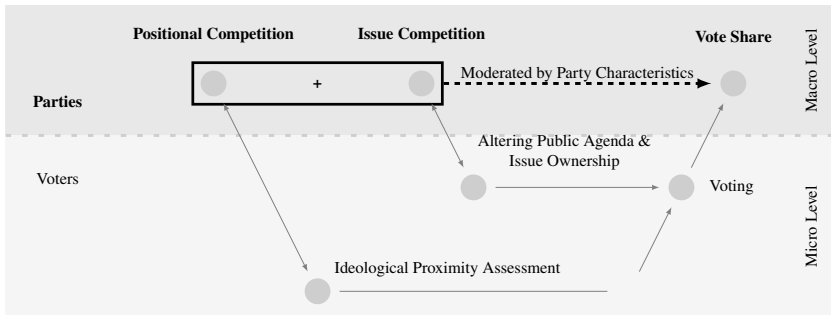 Positional Competition
Issue Competition
Vote Share
Macro Level
+
Moderated by Party Characteristics
Parties
Altering Public Agenda &
Issue Ownership
Voters
Voting
Micro Level
Ideological Proximity Assessment